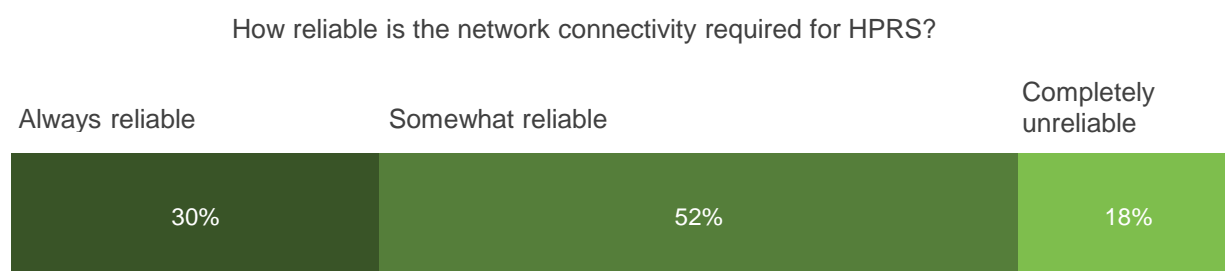 How reliable is the network connectivity required for HPRS?
Always reliable
Somewhat reliable
Completely
unreliable
30%
52%
18%